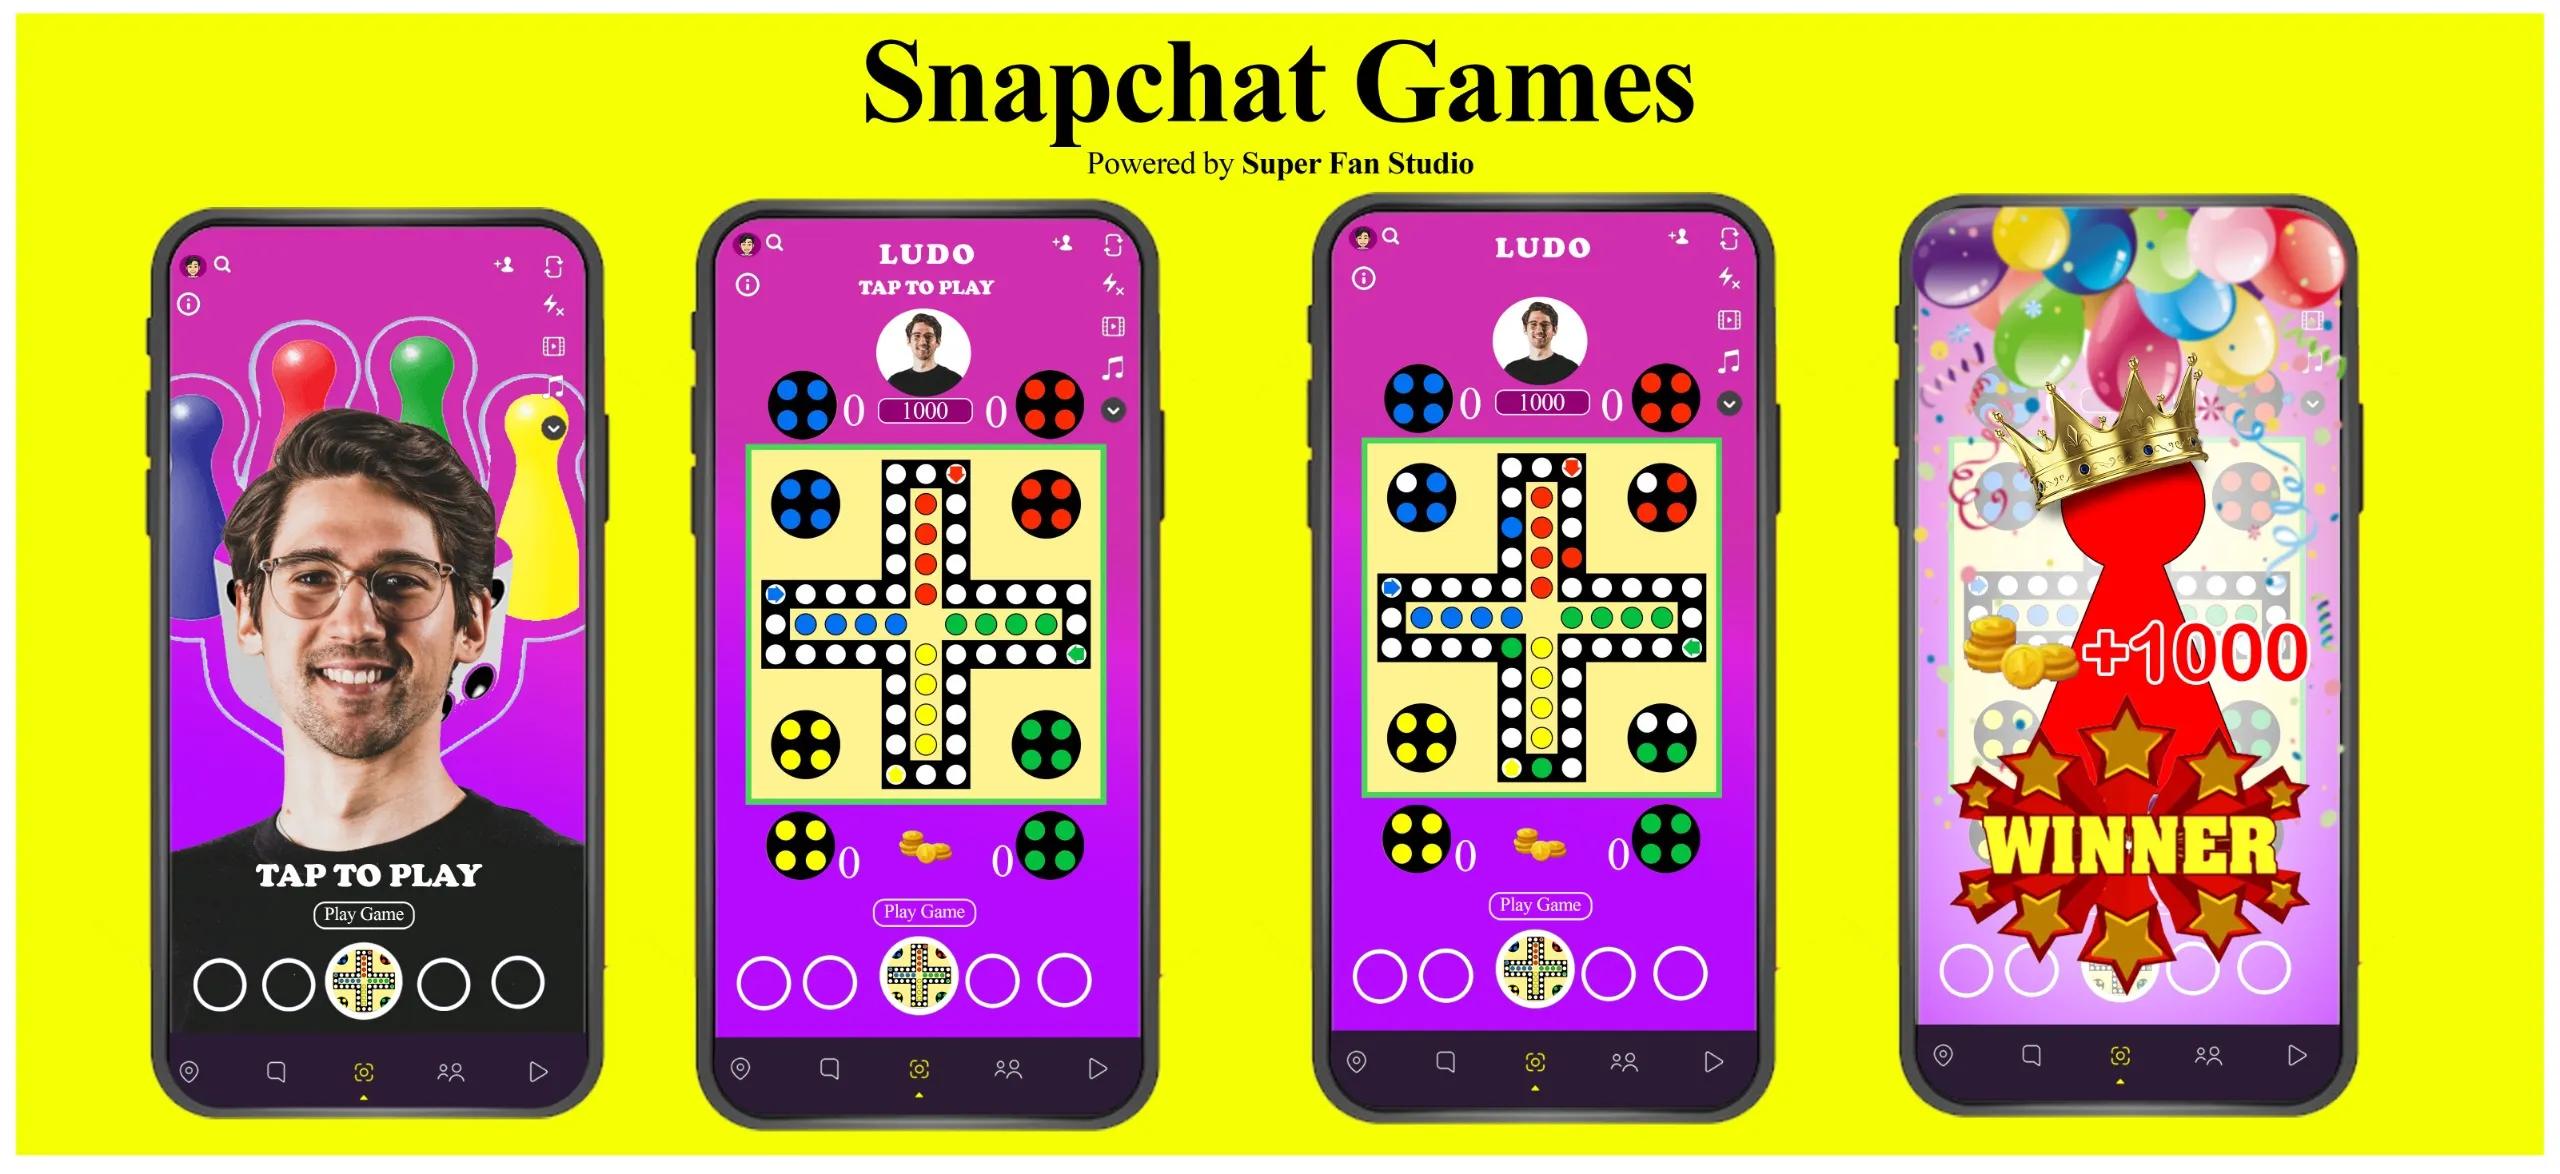 Snapchat Games
Powered by Super Fan Studio
TAP TO PLAY
Play Game
LUDO
TAP TO PLAY
0 1000 0
0 0
Play Game
LUDO
0 1000 0
0 0
Play Game
+1000
WINNER